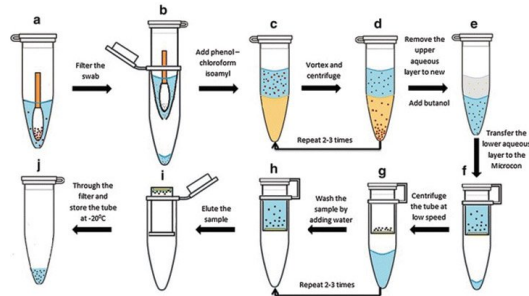 a
b
c
d
e
Filter the
swab
Add phenol–
chloroform
isoamyl
Vortex and
centrifuge
Remove the
upper
aqueous
layer to new
Add butanol
Repeat 2-3 times
Transfer the
lower aqueous
layer to the
Microcon
j
i
h
g
f
Through the
filter and
store the tube
at -20⁰C
Elute the
sample
Wash the
sample by
adding water
Centrifuge
the tube at
low speed
Repeat 2-3 times